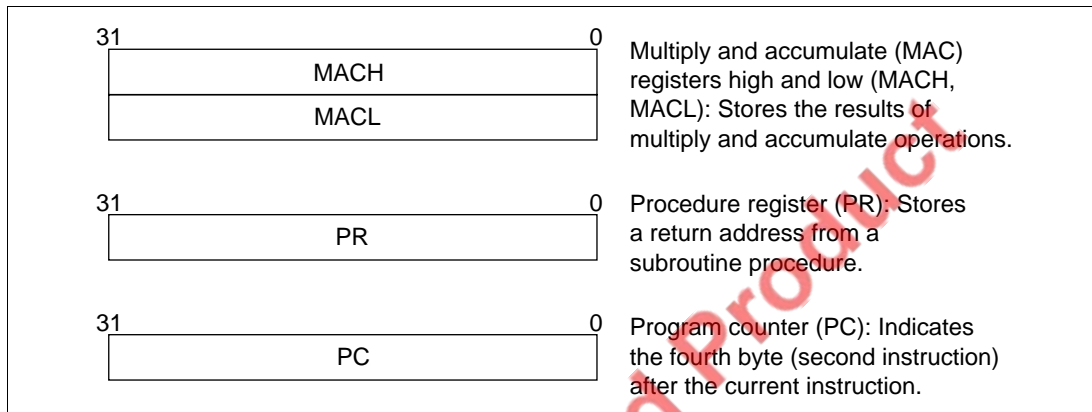 31 0
MACH
MACL
Multiply and accumulate (MAC)
registers high and low (MACH,
MACL): Stores the results of
multiply and accumulate operations.
31 0
PR
Procedure register (PR): Stores
a return address from a
subroutine procedure.
31 0
PC
Program counter (PC): Indicates
the fourth byte (second instruction)
after the current instruction.
d Product